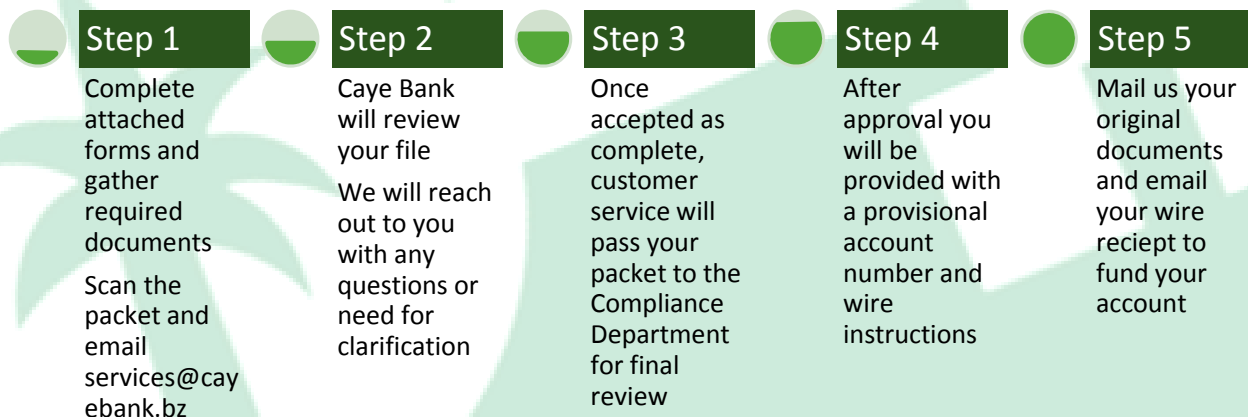 Step 1
Complete
attached
forms and
gather
required
documents
Scan the
packet and
email
services@cay
ebank.bz
Step 2
Caye Bank
will review
your file
We will reach
out to you
with any
questions or
need for
clarification
Step 3
Once
accepted as
complete,
customer
service will
pass your
packet to the
Compliance
Department
for final
review
Step 4
After
approval you
will be
provided with
a provisional
account
number and
wire
instructions
Step 5
Mail us your
original
documents
and email
your wire
reciept to
fund your
account